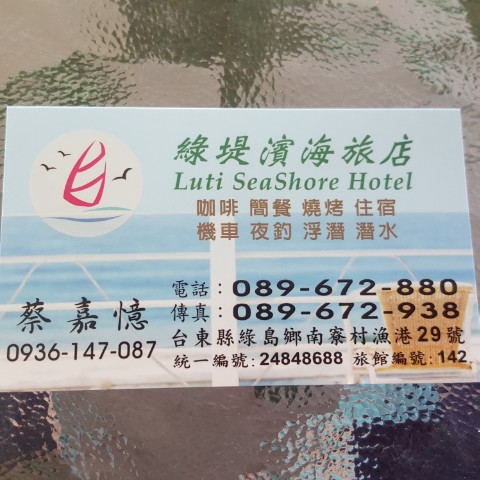 綠堤濱海旅店
Luti SeaShore Hotel
咖啡 簡餐 燒烤 住宿
機車 夜釣 浮潛 潛水
電話：089-672-880
傳真：089-672-938
蔡嘉憶
0936-147-087
台東縣綠島鄉南寮村漁港29號
統一編號:24848688 旅館編號:142